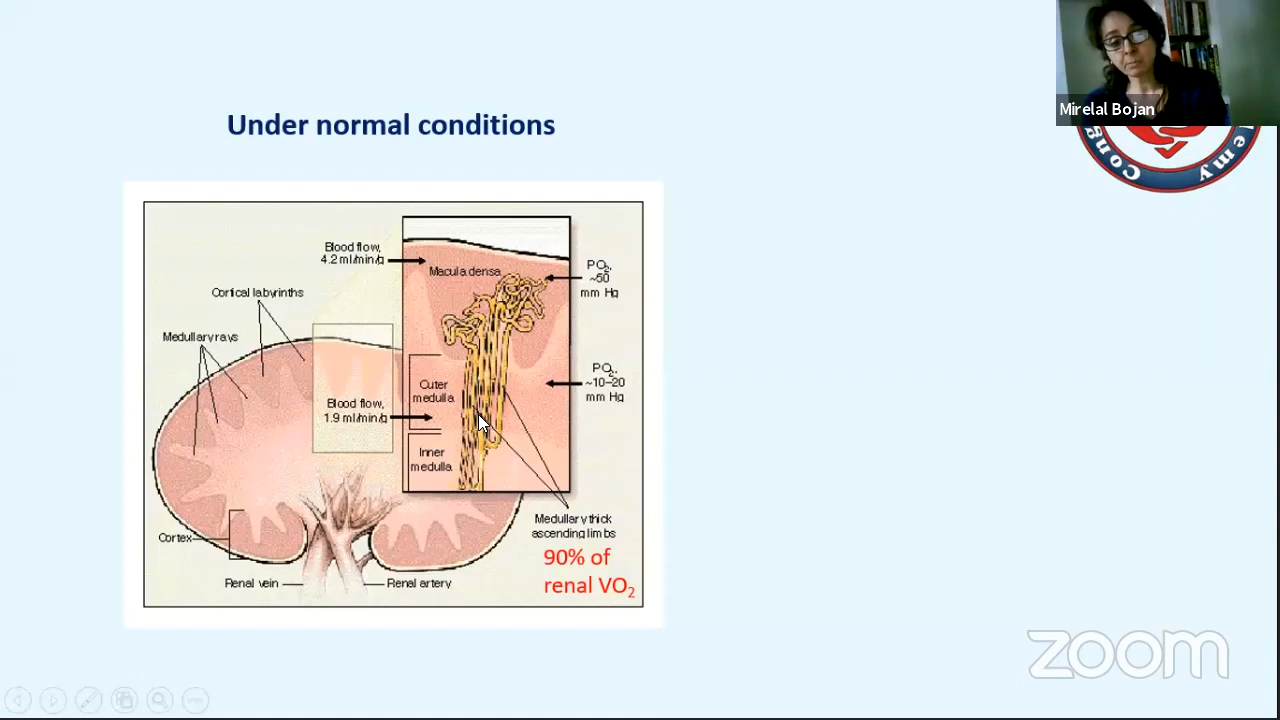 Mirelal Bojan
Under normal conditions
Blood flow,
4.2 ml/min/g
Macula densa
PO2,
~50
mm Hg
Cortical labyrinths
Medullary rays
PO2,
~10–20
mm Hg
Outer
medulla
Blood flow,
1.9 ml/min/g
Inner
medulla
Medullary thick
ascending limbs
Cortex
90% of
renal VO2
Renal vein
Renal artery
zoom